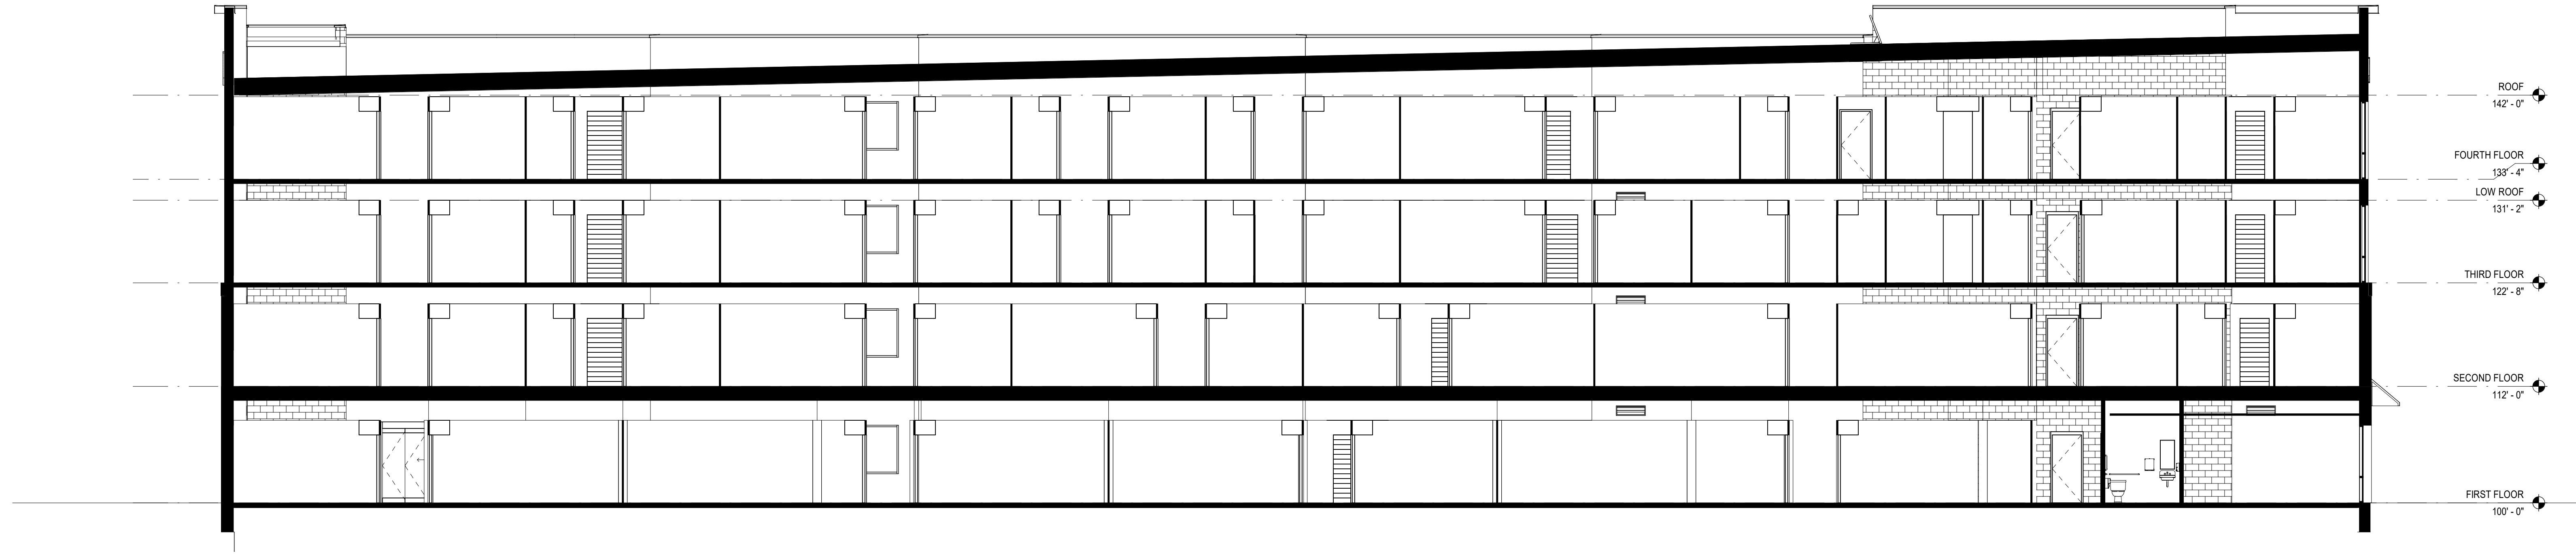 ROOF
142' - 0"
FOURTH FLOOR
133' - 4"
LOW ROOF
131' - 2"
THIRD FLOOR
122' - 8"
SECOND FLOOR
112' - 0"
FIRST FLOOR
100' - 0"